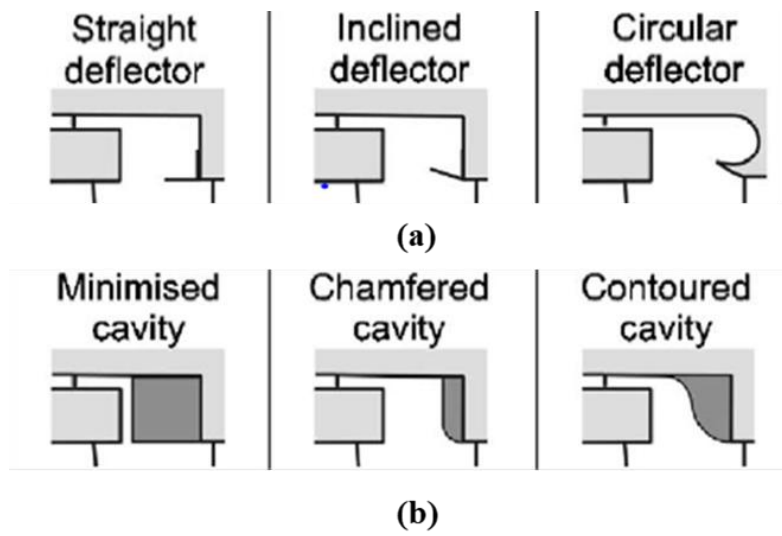 Straight
deflector
Inclined
deflector
Circular
deflector
(a)
Minimised
cavity
Chamfered
cavity
Contoured
cavity
(b)